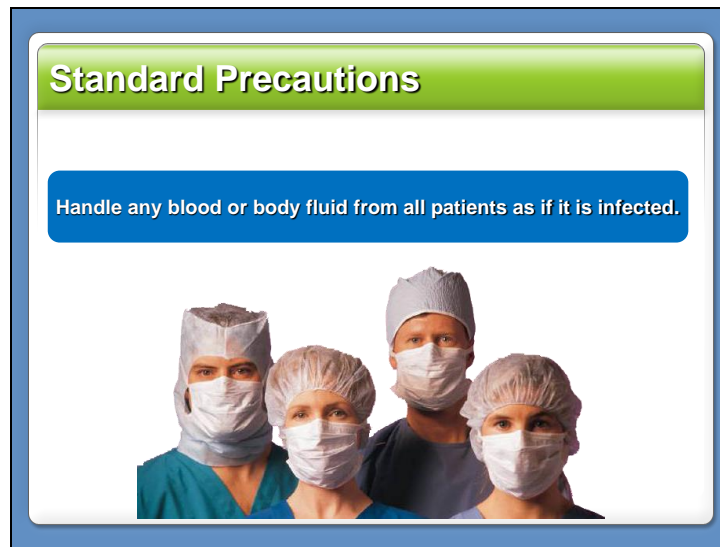 Standard Precautions
Handle any blood or body fluid from all patients as if it is infected.